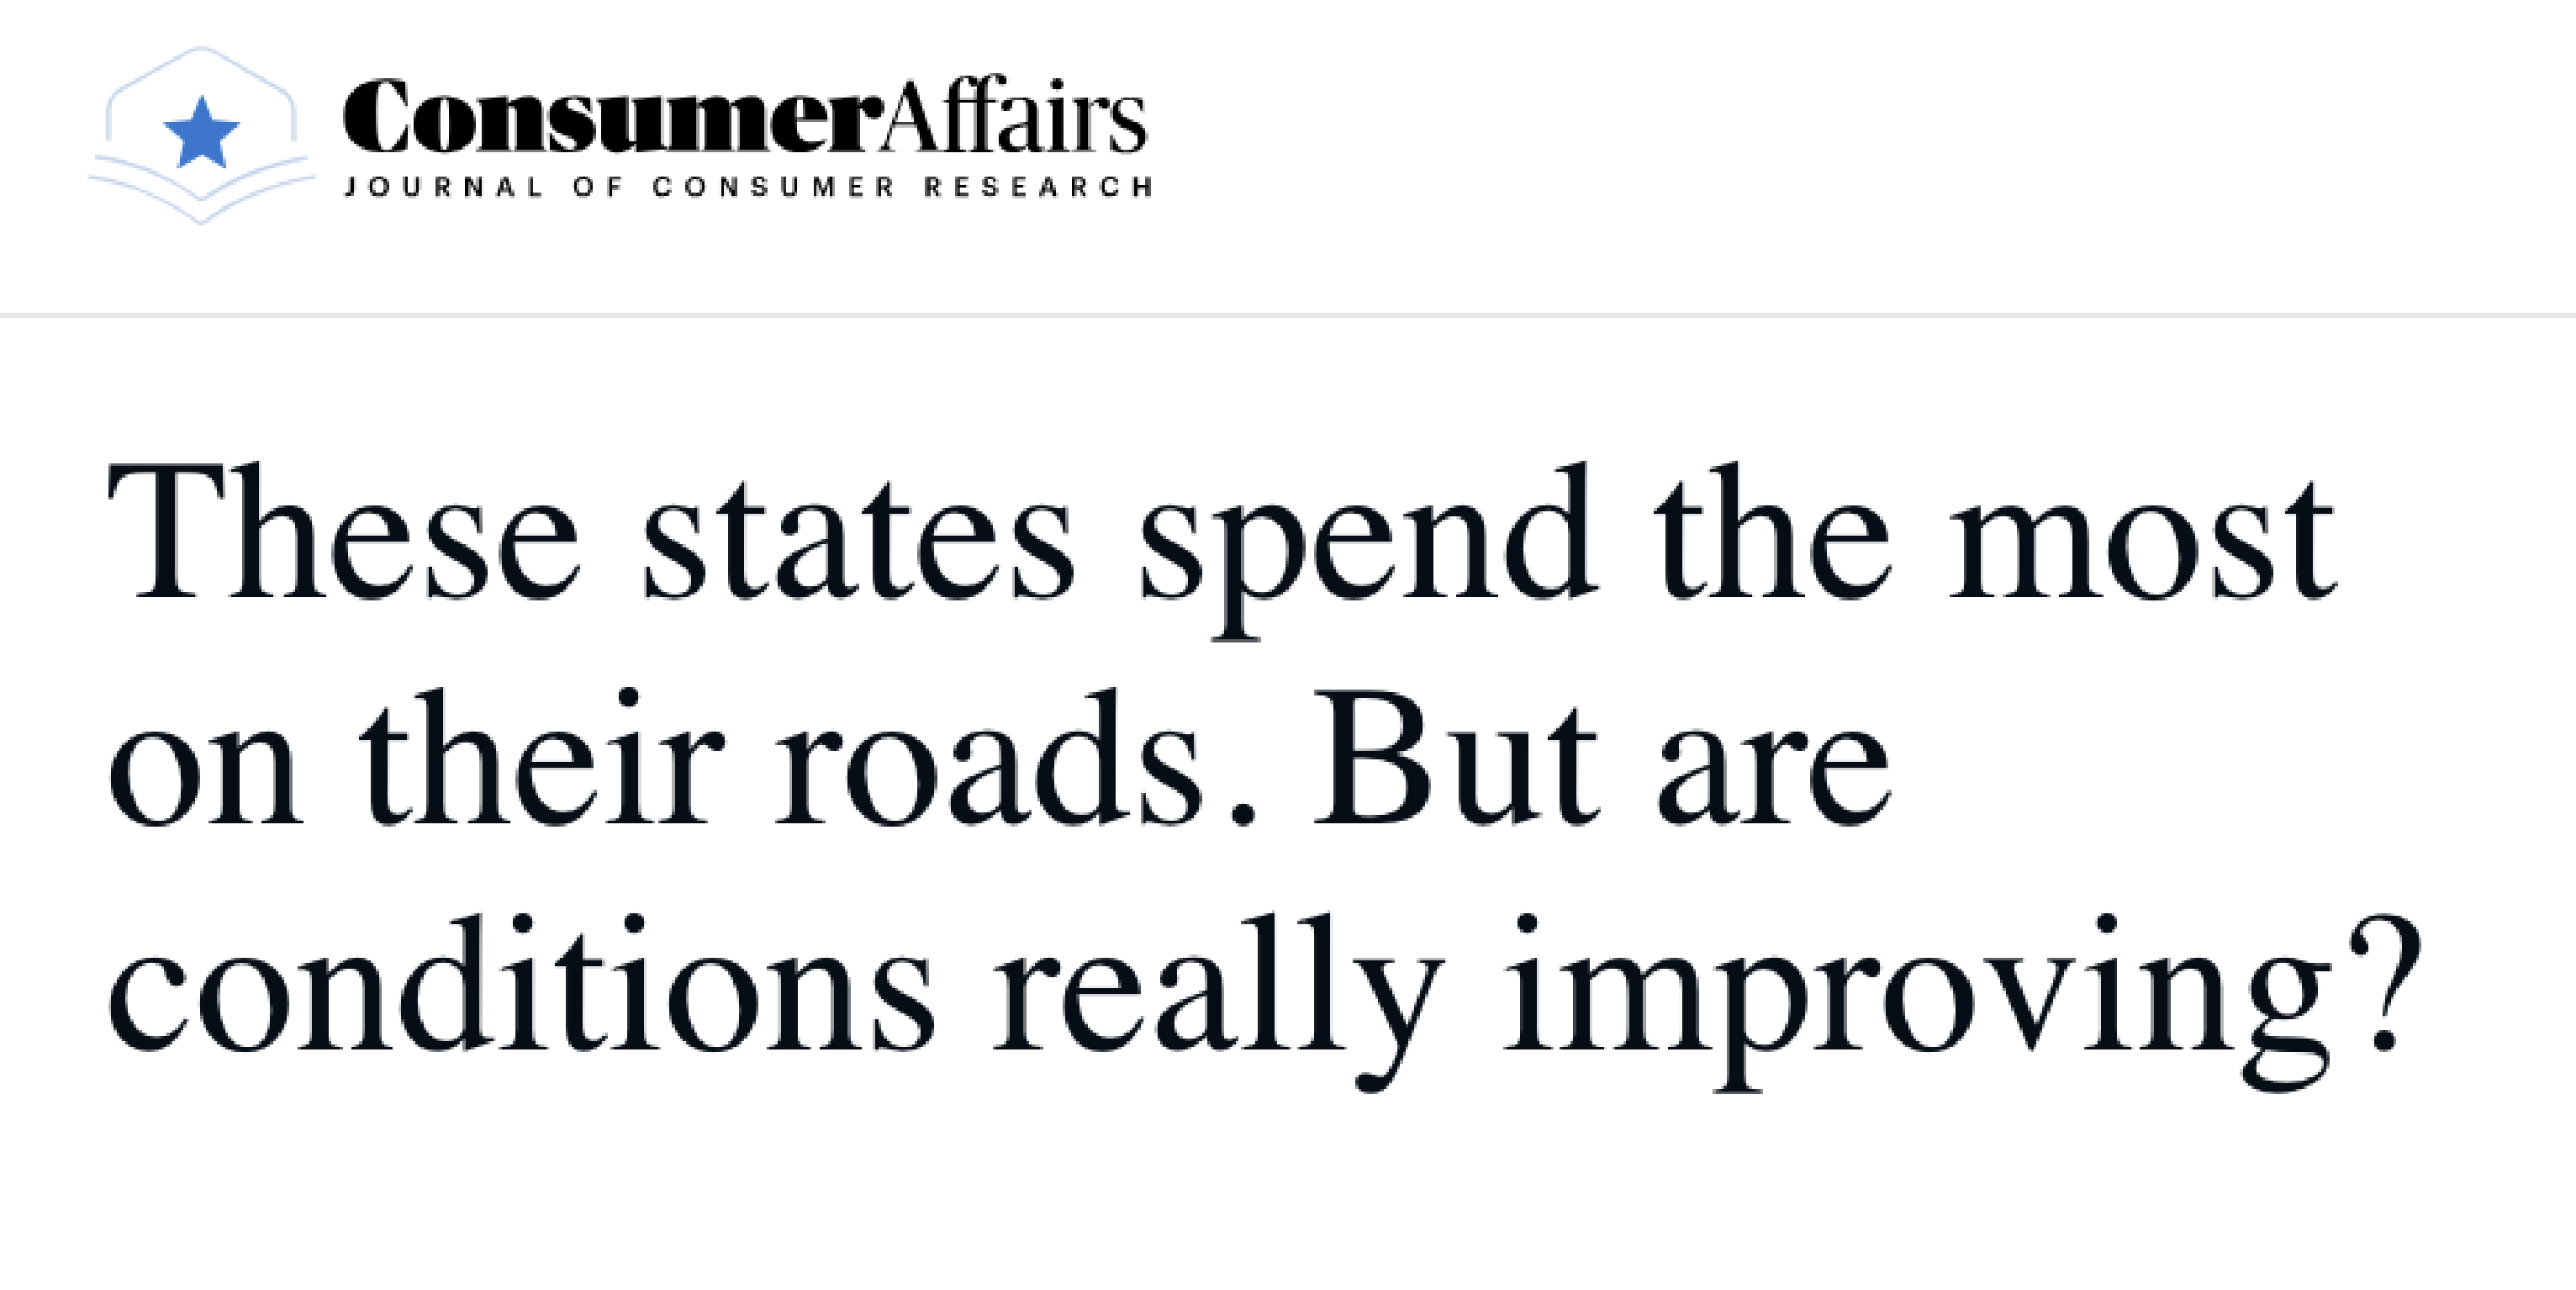 ConsumerAffairs
JOURNAL OF CONSUMER RESEARCH
These states spend the most
on their roads. But are
conditions really improving?